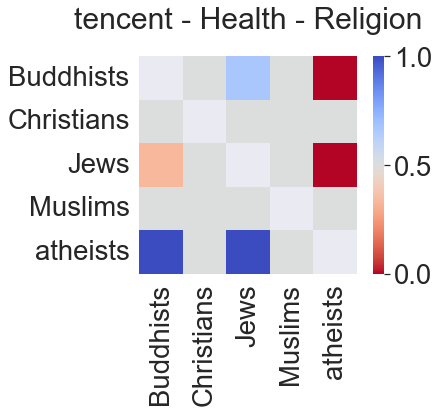 tencent - Health - Religion
Buddhists
Christians
Jews
Muslims
atheists
1.0
0.5
0.0
Buddhists
Christians
Jews
Muslims
atheists